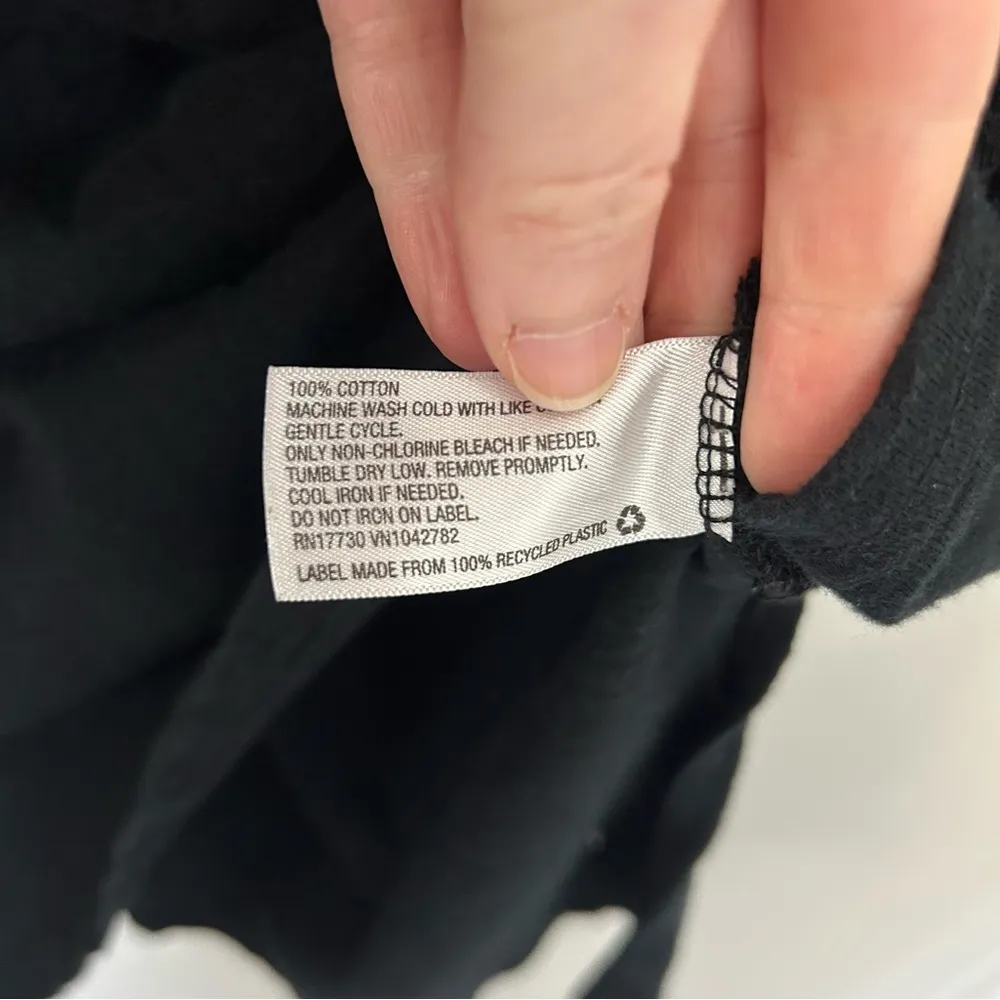 100% COTTON
MACHINE WASH COLD WITH LIKE
GENTLE CYCLE.
ONLY NON-CHLORINE BLEACH IF NEEDED.
TUMBLE DRY LOW. REMOVE PROMPTLY.
COOL IRON IF NEEDED.
DO NOT IRON ON LABEL.
RN17730 VN1042782
LABEL MADE FROM 100% RECYCLED PLASTIC